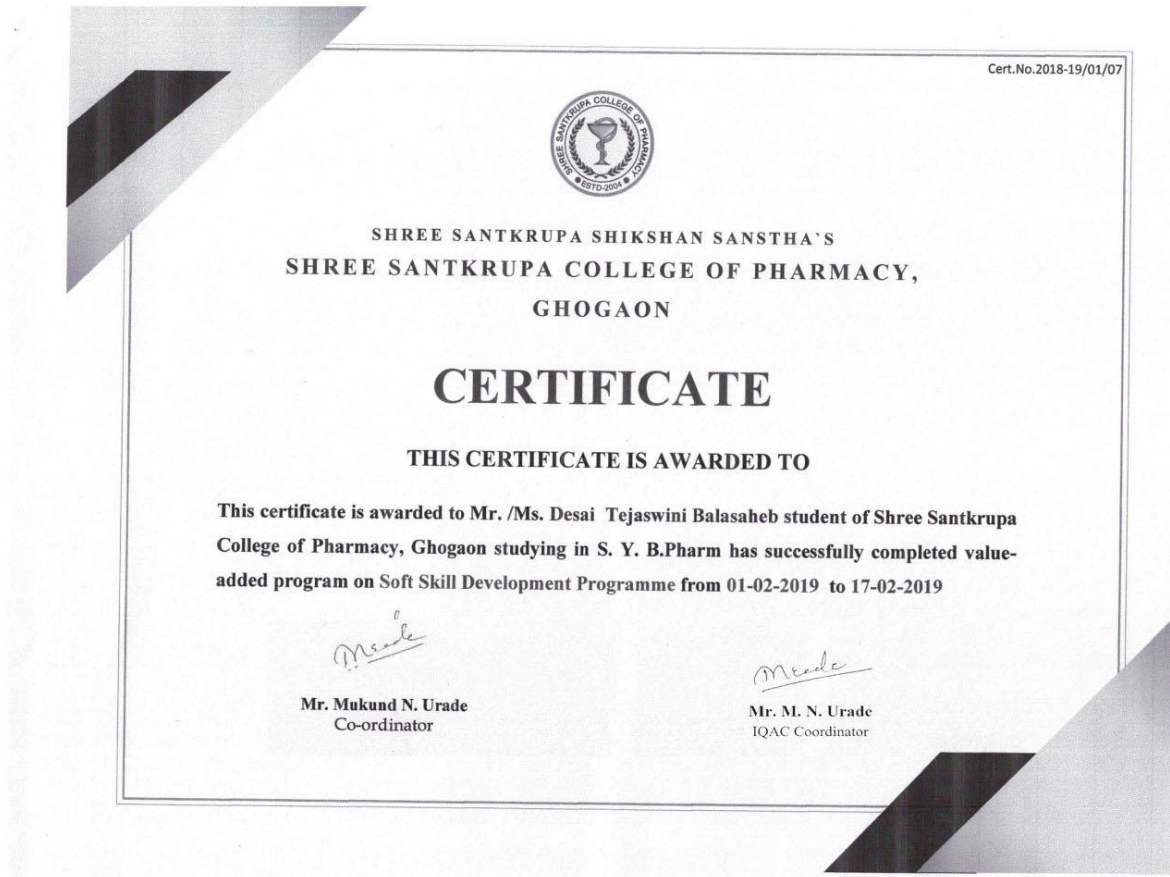 Cert.No.2018-19/01/07
SHREE SANTKRUPA COLLEGE OF PHARMACY
ESTD-2004
SHREE SANTKRUPA SHIKSHAN SANSTHA`S
SHREE SANTKRUPA COLLEGE OF PHARMACY,
GHOGAON
CERTIFICATE
THIS CERTIFICATE IS AWARDED TO
This certificate is awarded to Mr. /Ms. Desai Tejaswini Balasaheb student of Shree Santkrupa
College of Pharmacy, Ghogaon studying in S. Y. B.Pharm has successfully completed value-
added program on Soft Skill Development Programme from 01-02-2019 to 17-02-2019
Mr. Mukund N. Urade
Co-ordinator
Mr. M. N. Urade
IQAC Coordinator